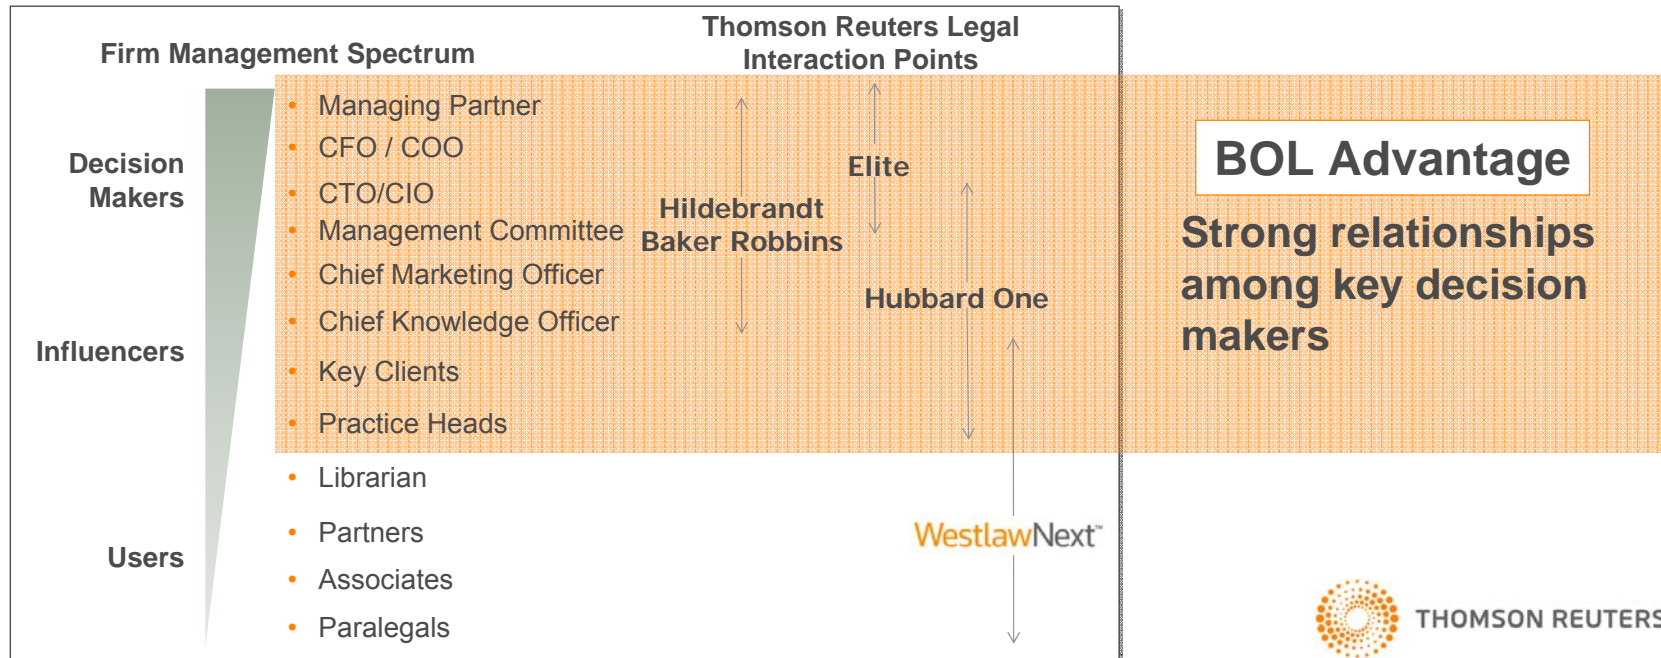 Firm Management Spectrum
Thomson Reuters Legal
Interaction Points
Decision
Makers
Influencers
Users
• Managing Partner
• CFO / COO
• CTO/CIO
• Management Committee
• Chief Marketing Officer
• Chief Knowledge Officer
• Key Clients
• Practice Heads
• Librarian
• Partners
• Associates
• Paralegals
Hildebrandt
Baker Robbins
Elite
Hubbard One
WestlawNext™
BOL Advantage
Strong relationships
among key decision
makers
THOMSON REUTERS